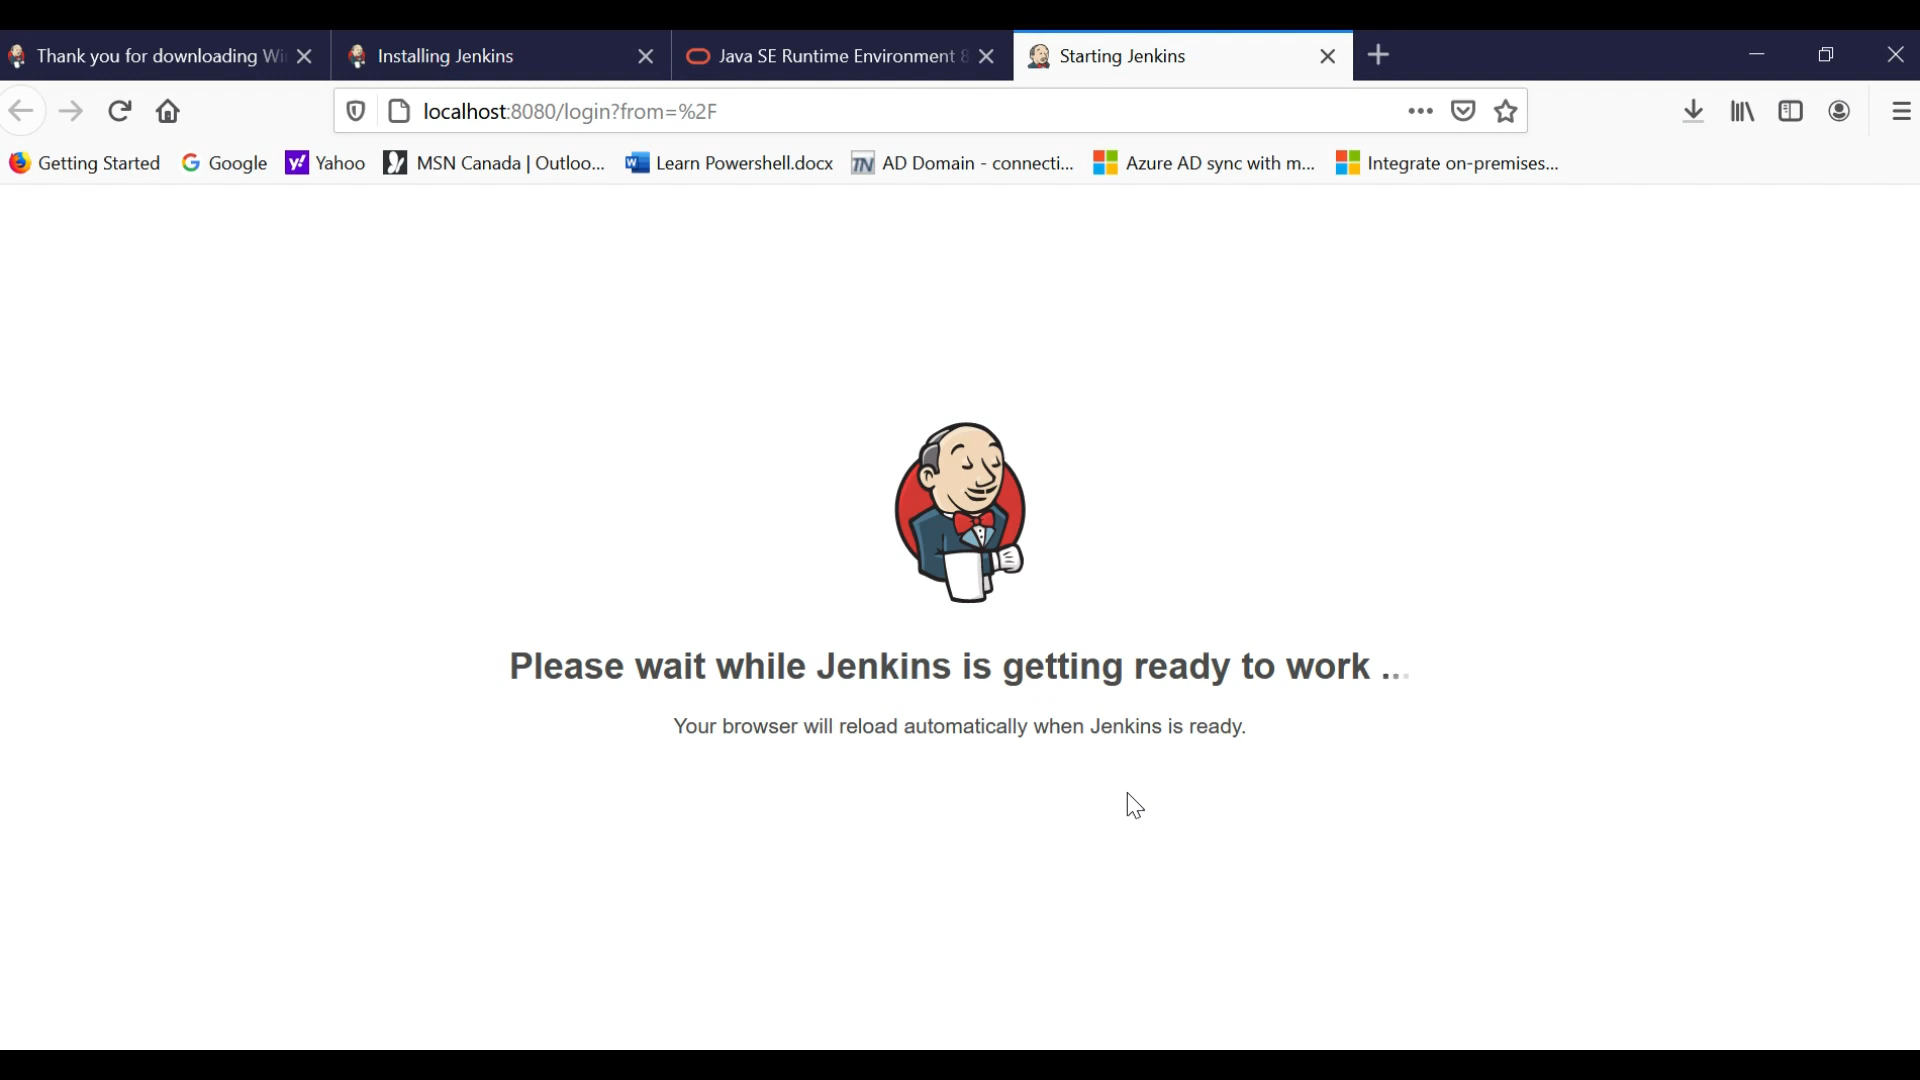 Thank you for downloading Wi
Installing Jenkins
Java SE Runtime Environment 8
Starting Jenkins
localhost:8080/login?from=%2F
Getting Started
Google
Yahoo
MSN Canada | Outloo...
Learn Powershell.docx
AD Domain - connecti...
Azure AD sync with m...
Integrate on-premises...
Please wait while Jenkins is getting ready to work ...
Your browser will reload automatically when Jenkins is ready.